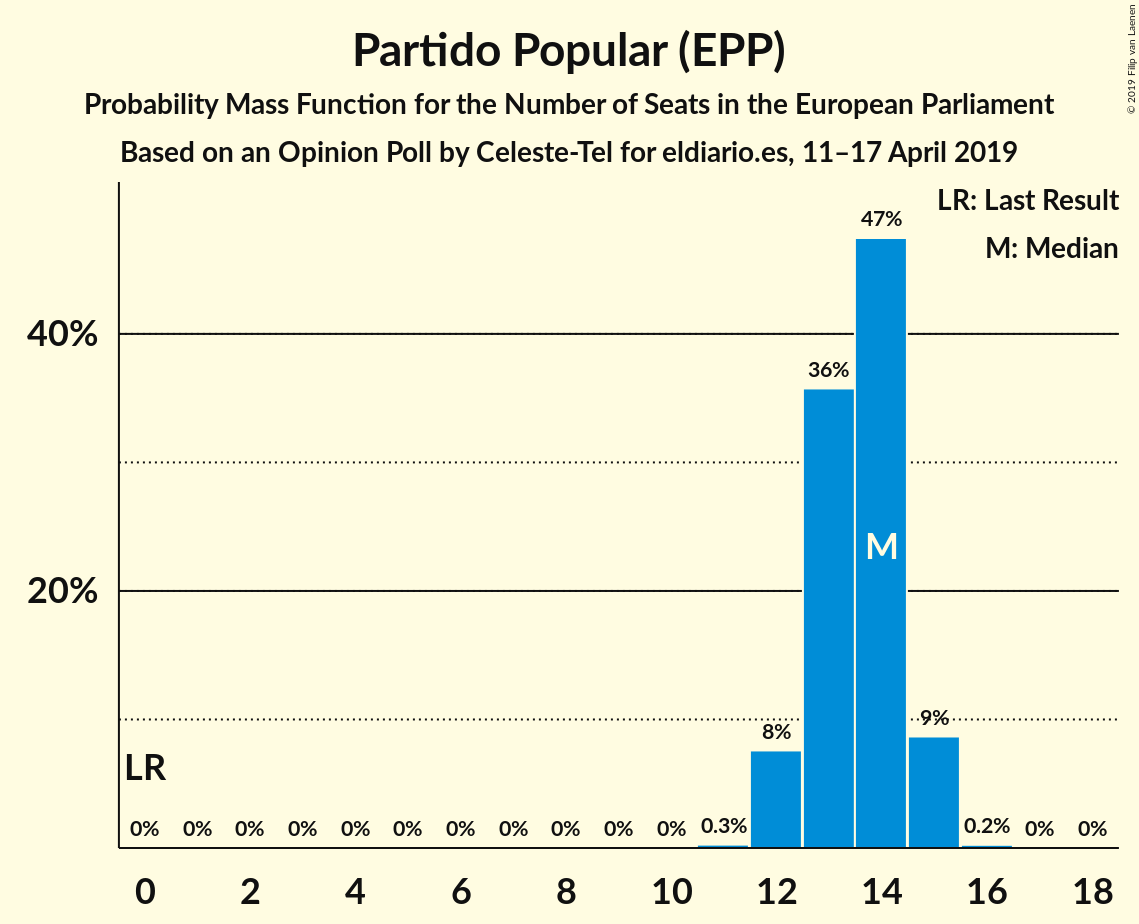 Partido Popular (EPP)
Probability Mass Function for the Number of Seats in the European Parliament
Based on an Opinion Poll by Celeste-Tel for eldiario.es, 11–17 April 2019
© 2019 Filip van Laenen
LR: Last Result
M: Median
47%
40%
36%
M
20%
9%
8%
LR
0% 0% 0% 0% 0% 0% 0% 0% 0% 0% 0% 0.3% 0.2% 0% 0%
0 2 4 6 8 10 12 14 16 18